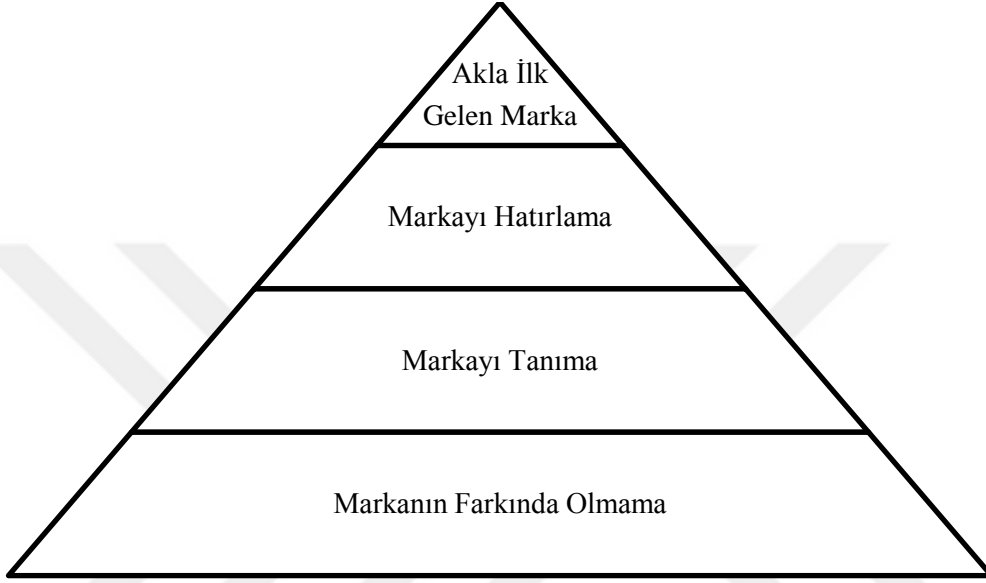 Akla İlk
Gelen Marka
Markayı Hatırlama
Markayı Tanıma
Markanın Farkında Olmama